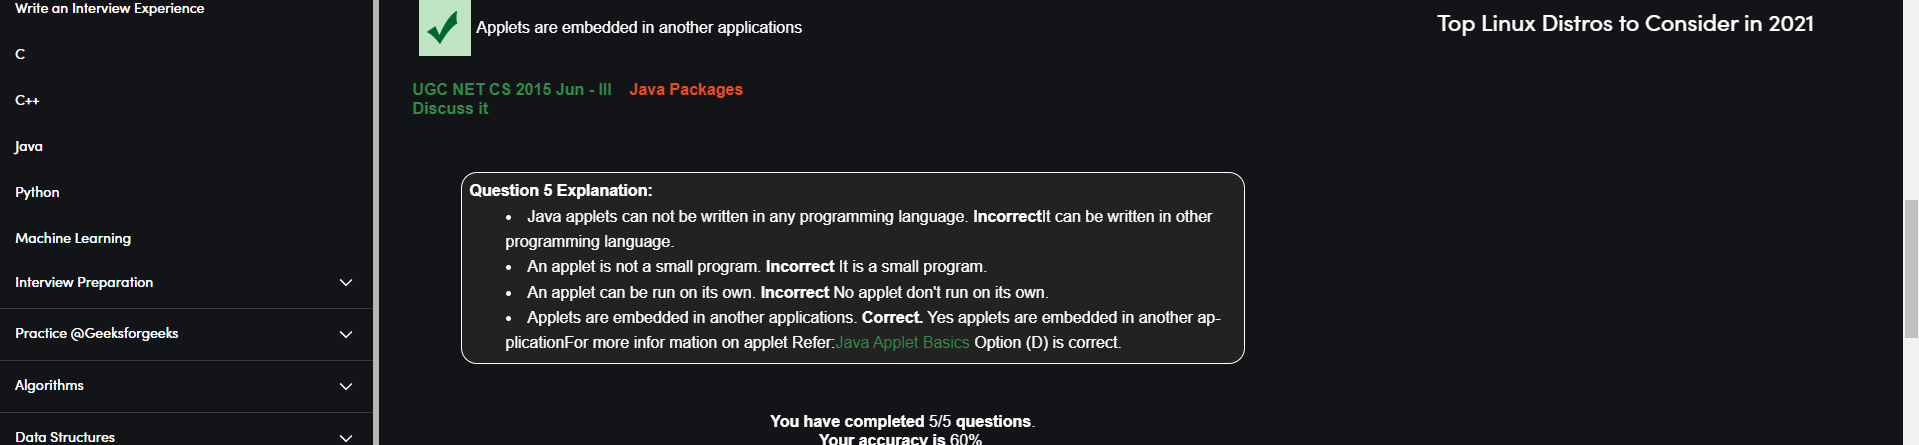 Write an Interview Experience
C
C++
Java
Python
Machine Learning
Interview Preparation
Practice @Geeksforgeeks
Algorithms
Data Structures
Applets are embedded in another applications
UGC NET CS 2015 Jun - III Java Packages
Discuss it
Question 5 Explanation:
• Java applets can not be written in any programming language. IncorrectIt can be written in other
programming language.
• An applet is not a small program. Incorrect It is a small program.
• An applet can be run on its own. Incorrect No applet don't run on its own.
• Applets are embedded in another applications. Correct. Yes applets are embedded in another ap-
plicationFor more infor mation on applet Refer:Java Applet Basics Option (D) is correct.
You have completed 5/5 questions.
Your accuracy is 60%
Top Linux Distros to Consider in 2021